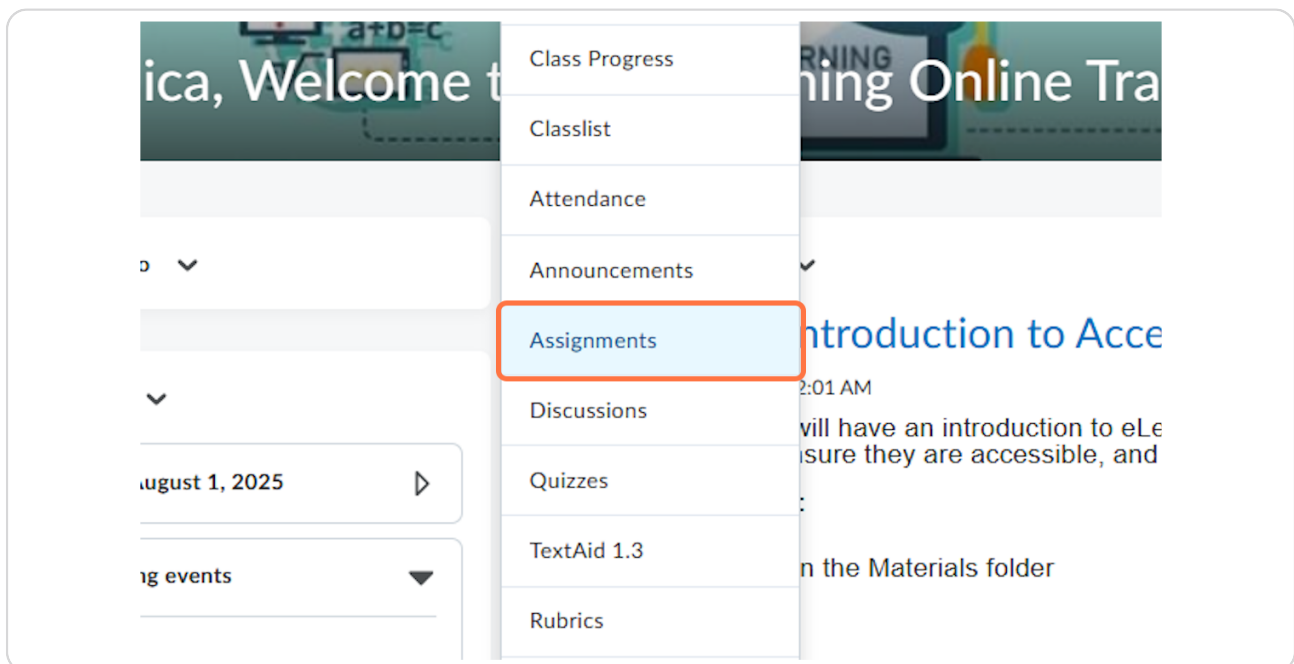 a+b=c
RNING
ica, Welcome t
ning Online Tra
Class Progress
Classlist
Attendance
Announcements
Assignments
Discussions
Quizzes
TextAid 1.3
Rubrics
o
August 1, 2025
ng events
ntroduction to Acce
2:01 AM
will have an introduction to eLe
nsure they are accessible, and
:
n the Materials folder